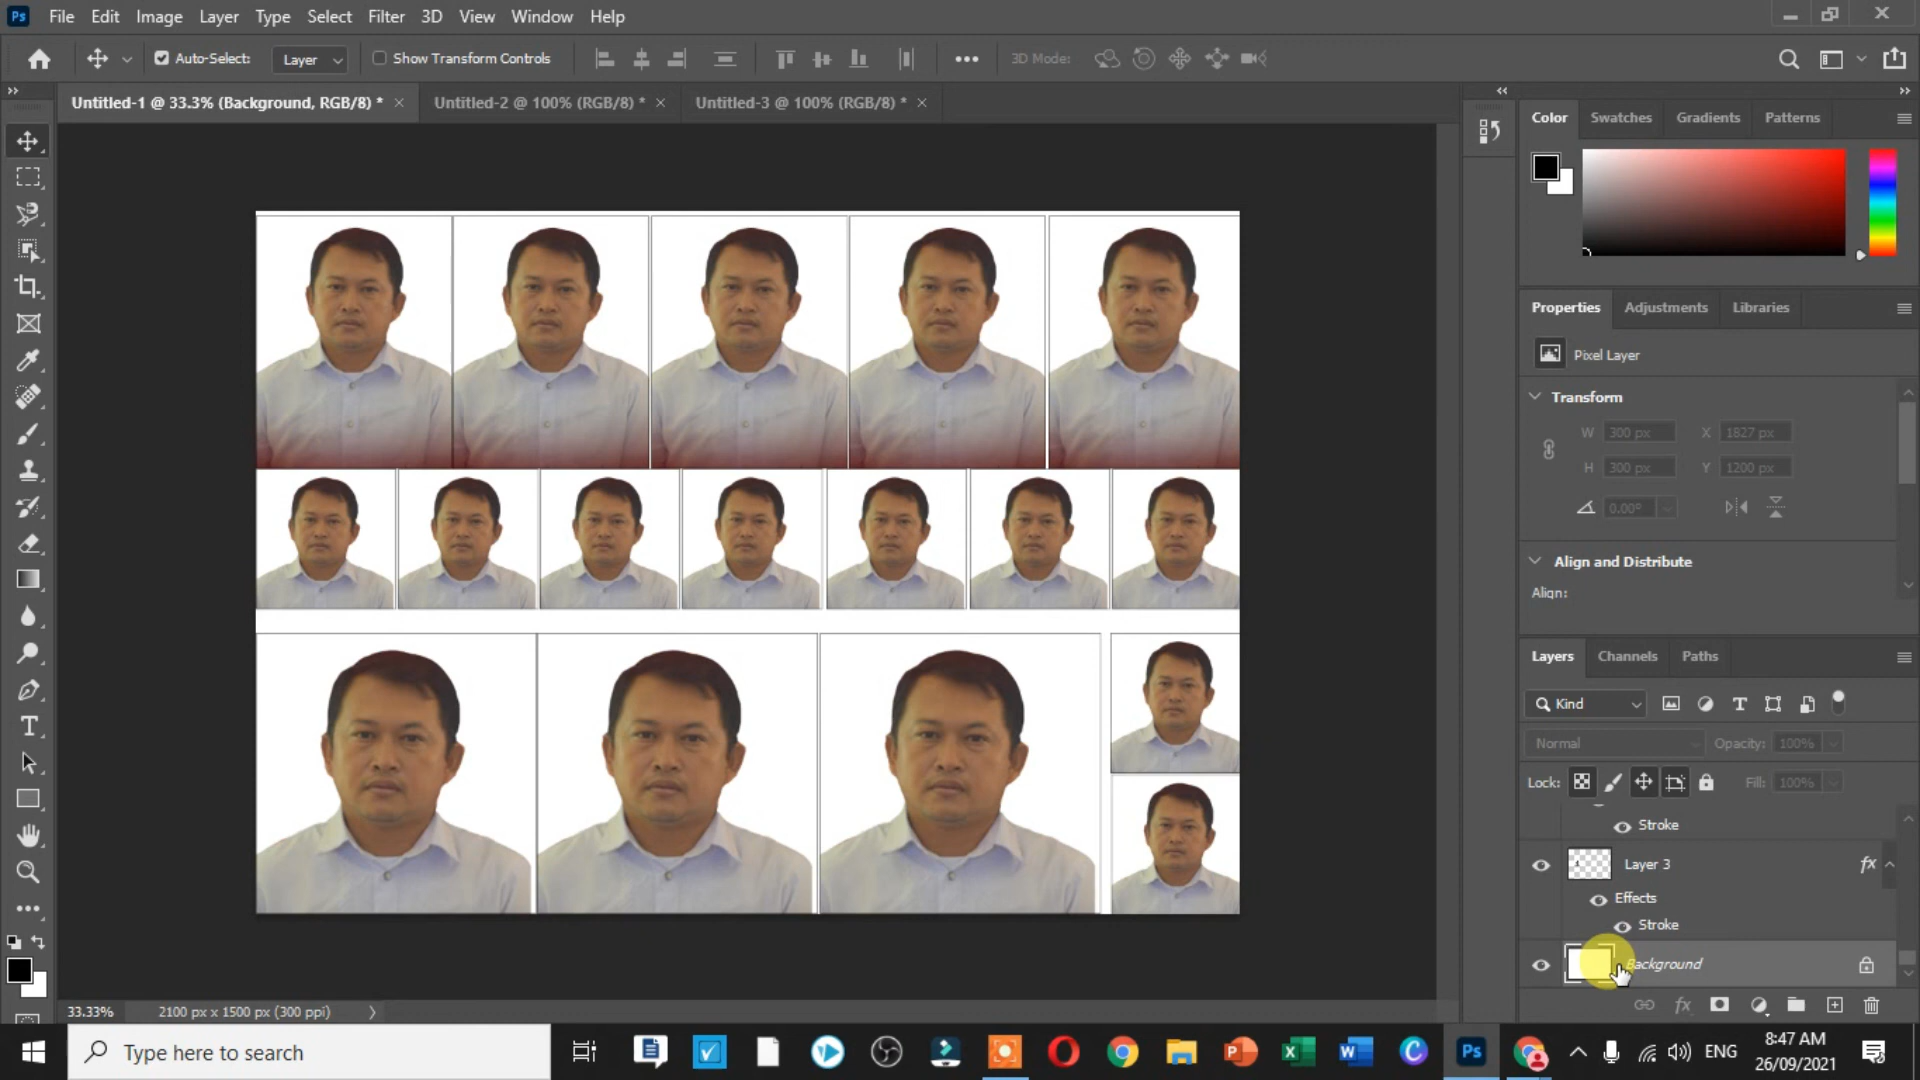 Ps File Edit Image Layer Type Select Filter 3D View Window Help
Auto-Select: Layer Show Transform Controls 3D Mode:
Untitled-1 @ 33.3% (Background, RGB/8) * × Untitled-2 @ 100% (RGB/8) * × Untitled-3 @ 100% (RGB/8) * ×
Color Swatches Gradients Patterns
Properties Adjustments Libraries
Pixel Layer
Transform
W 300 px X 1827 px
H 300 px Y 1200 px
0.00°
Align and Distribute
Align:
Layers Channels Paths
Kind
Normal Opacity: 100%
Lock: Fill: 100%
Stroke
Layer 3 fx
Effects
Stroke
Background
fx
33.33% 2100 px x 1500 px (300 ppi)
Type here to search
Ps
ENG
8:47 AM
26/09/2021